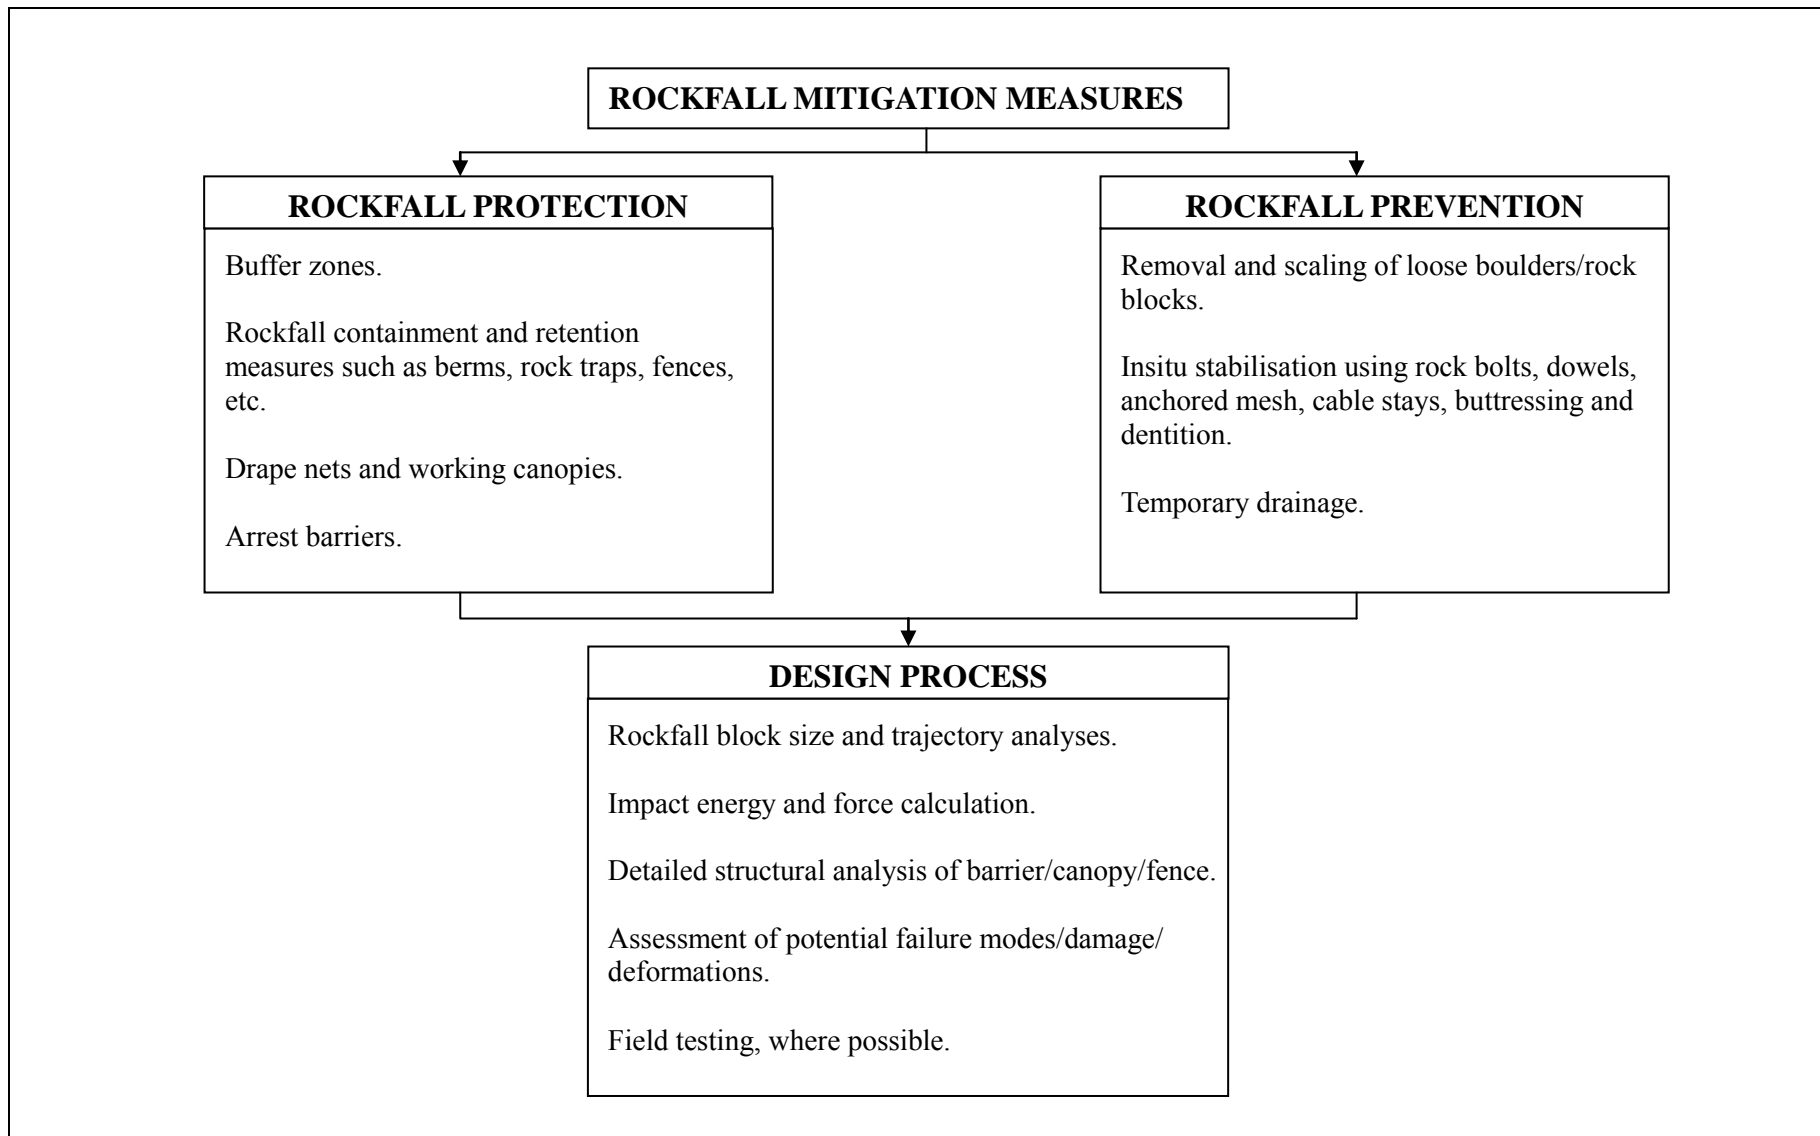 ROCKFALL MITIGATION MEASURES
ROCKFALL PROTECTION
Buffer zones.
Rockfall containment and retention
measures such as berms, rock traps, fences,
etc.
Drape nets and working canopies.
Arrest barriers.
ROCKFALL PREVENTION
Removal and scaling of loose boulders/rock
blocks.
Insitu stabilisation using rock bolts, dowels,
anchored mesh, cable stays, buttressing and
dentition.
Temporary drainage.
DESIGN PROCESS
Rockfall block size and trajectory analyses.
Impact energy and force calculation.
Detailed structural analysis of barrier/canopy/fence.
Assessment of potential failure modes/damage/
deformations.
Field testing, where possible.